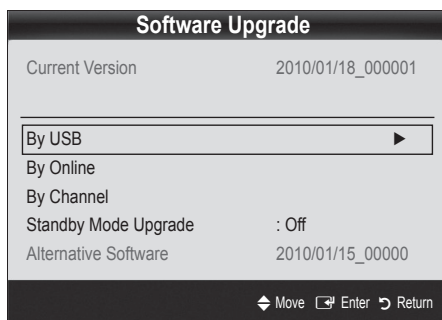 Software Upgrade
Current Version 2010/01/18_000001
By USB ▶
By Online
By Channel
Standby Mode Upgrade : Off
Alternative Software 2010/01/15_00000
Move Enter Return